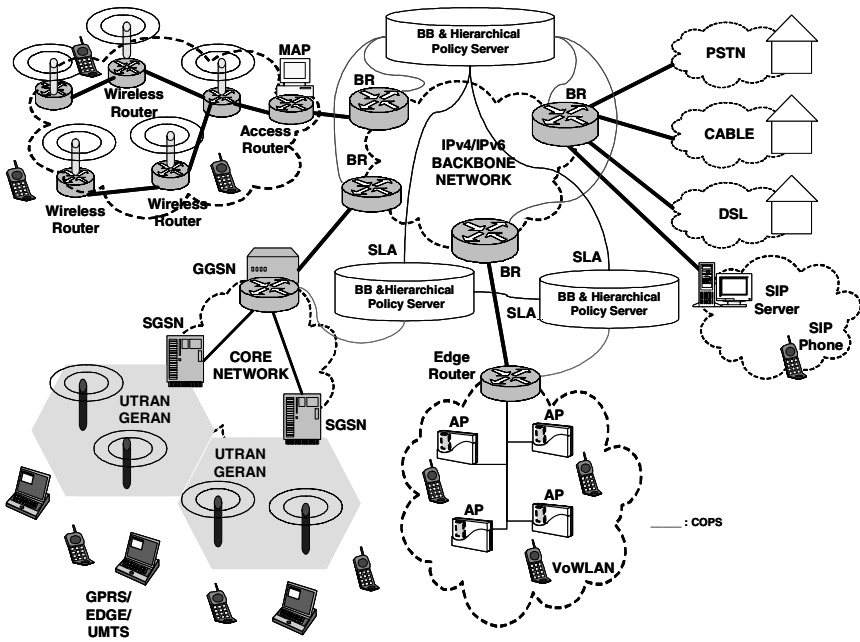 BB & Hierarchical
Policy Server
MAP
PSTN
BR
BR
Wireless
Router
Access
Router
IPv4/IPv6
BACKBONE
NETWORK
CABLE
BR
Wireless
Router
Wireless
Router
DSL
SLA
SLA
BR
GGSN
BB &Hierarchical
Policy Server
SLA
BB & Hierarchical
Policy Server
SIP
Server
SIP
Phone
SGSN
CORE
NETWORK
Edge
Router
UTRAN
GERAN
SGSN
AP
AP
UTRAN
GERAN
AP
AP
: COPS
VoWLAN
GPRS/
EDGE/
UMTS